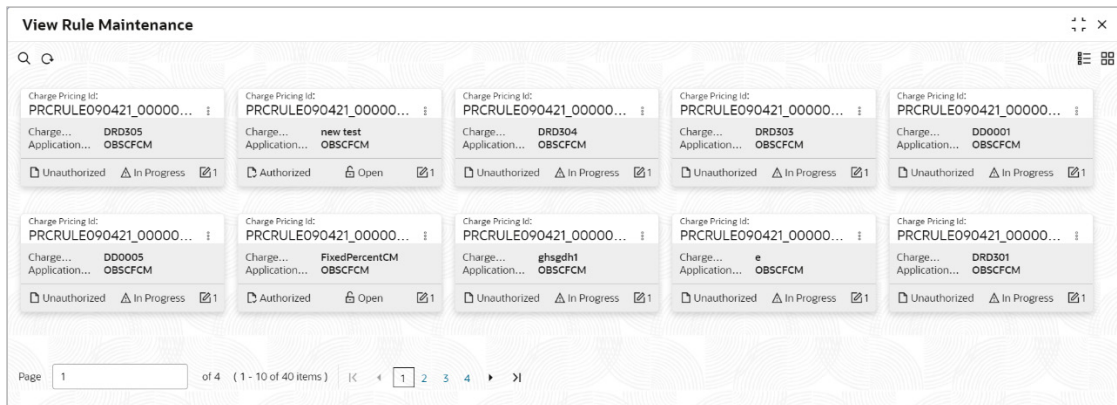 View Rule Maintenance
Charge Pricing Id: Charge Pricing Id: Charge Pricing Id: Charge Pricing Id: Charge Pricing Id:
PRCRULE090421_00000... PRCRULE090421_00000... PRCRULE090421_00000... PRCRULE090421_00000... PRCRULE090421_00000...
Charge... DRD305 Charge... new test Charge... DRD304 Charge... DRD303 Charge... DD0001
Application... OBSCFCM Application... OBSCFCM Application... OBSCFCM Application... OBSCFCM Application... OBSCFCM
Unauthorized In Progress 1 Authorized Open 1 Unauthorized In Progress 1 Unauthorized In Progress 1 Unauthorized In Progress 1
Charge Pricing Id: Charge Pricing Id: Charge Pricing Id: Charge Pricing Id: Charge Pricing Id:
PRCRULE090421_00000... PRCRULE090421_00000... PRCRULE090421_00000... PRCRULE090421_00000... PRCRULE090421_00000...
Charge... DD0005 Charge... FixedPercentCM Charge... ghsgdh1 Charge... e Charge... DRD301
Application... OBSCFCM Application... OBSCFCM Application... OBSCFCM Application... OBSCFCM Application... OBSCFCM
Unauthorized In Progress 1 Authorized Open 1 Unauthorized In Progress 1 Unauthorized In Progress 1 Unauthorized In Progress 1
Page 1 of 4 (1 - 10 of 40 items) 1 2 3 4